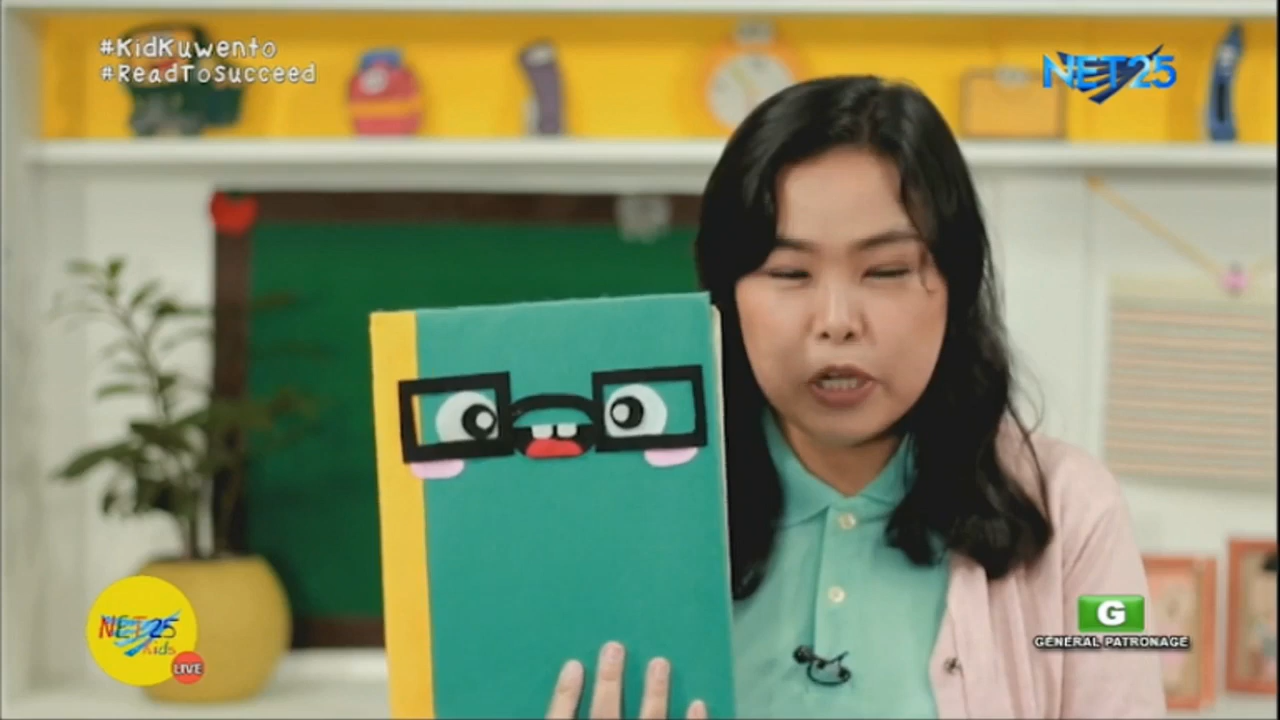 #KidKuwento
#ReadToSucceed
NET25
NET25
Kids
LIVE
G
GENERAL PATRONAGE